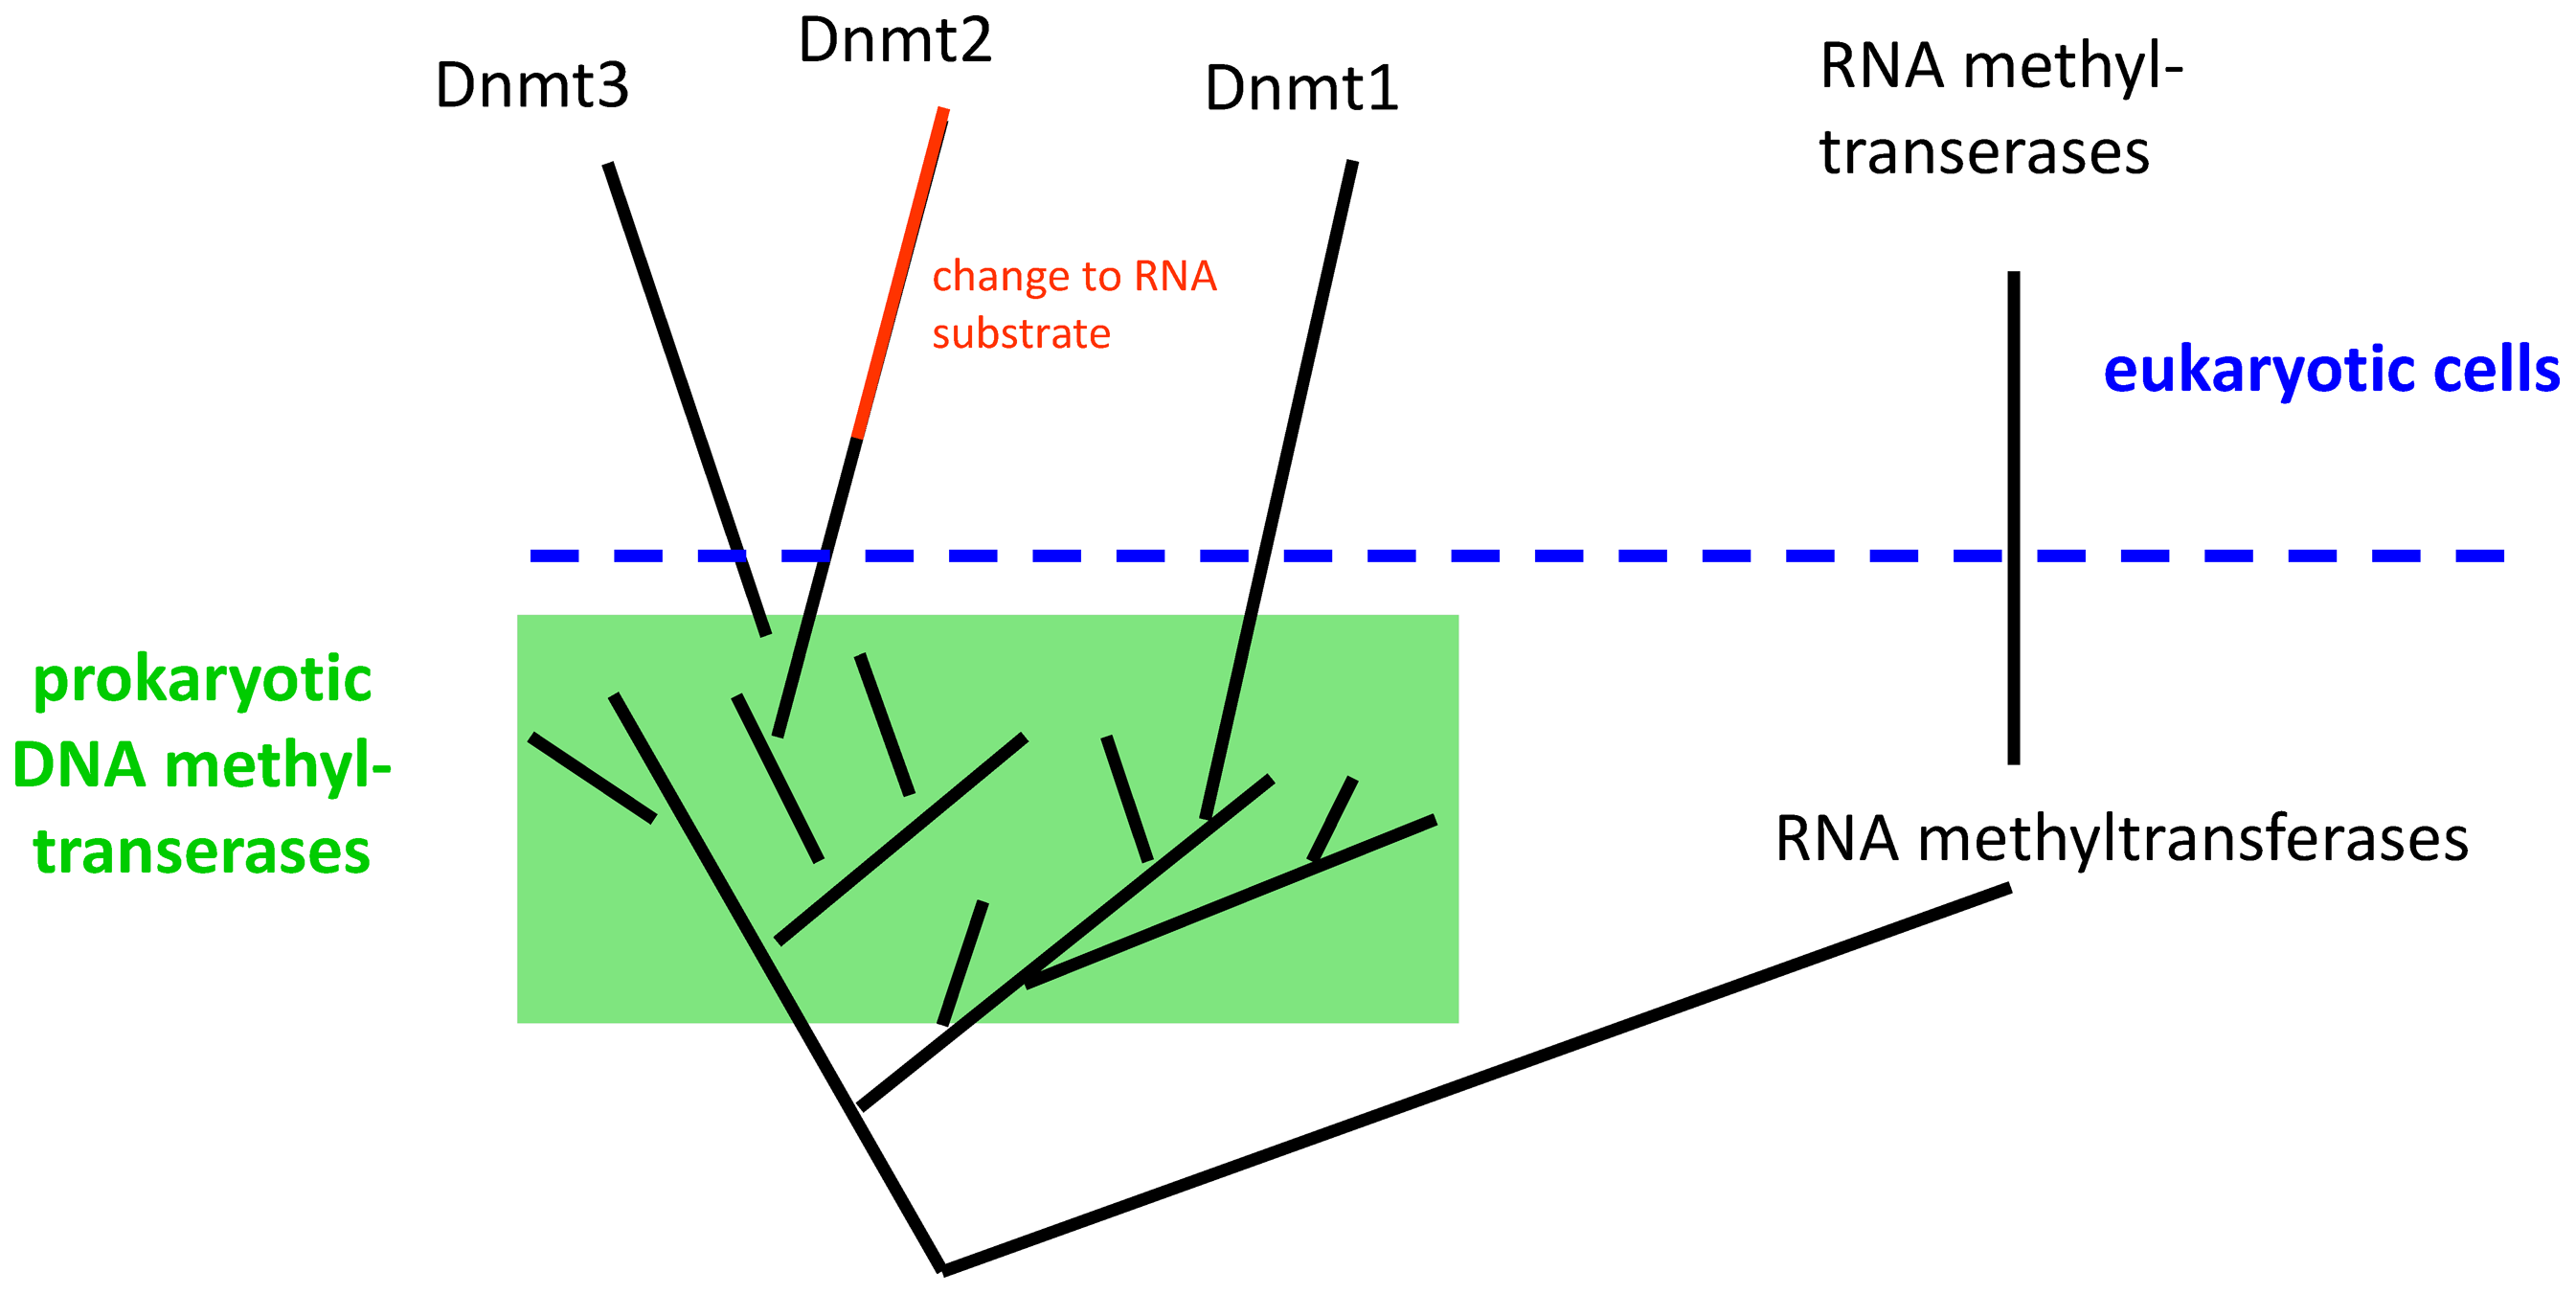 Dnmt3
Dnmt2
Dnmt1
RNA methyl-
transerases
change to RNA
substrate
eukaryotic cells
prokaryotic
DNA methyl-
transerases
RNA methyltransferases